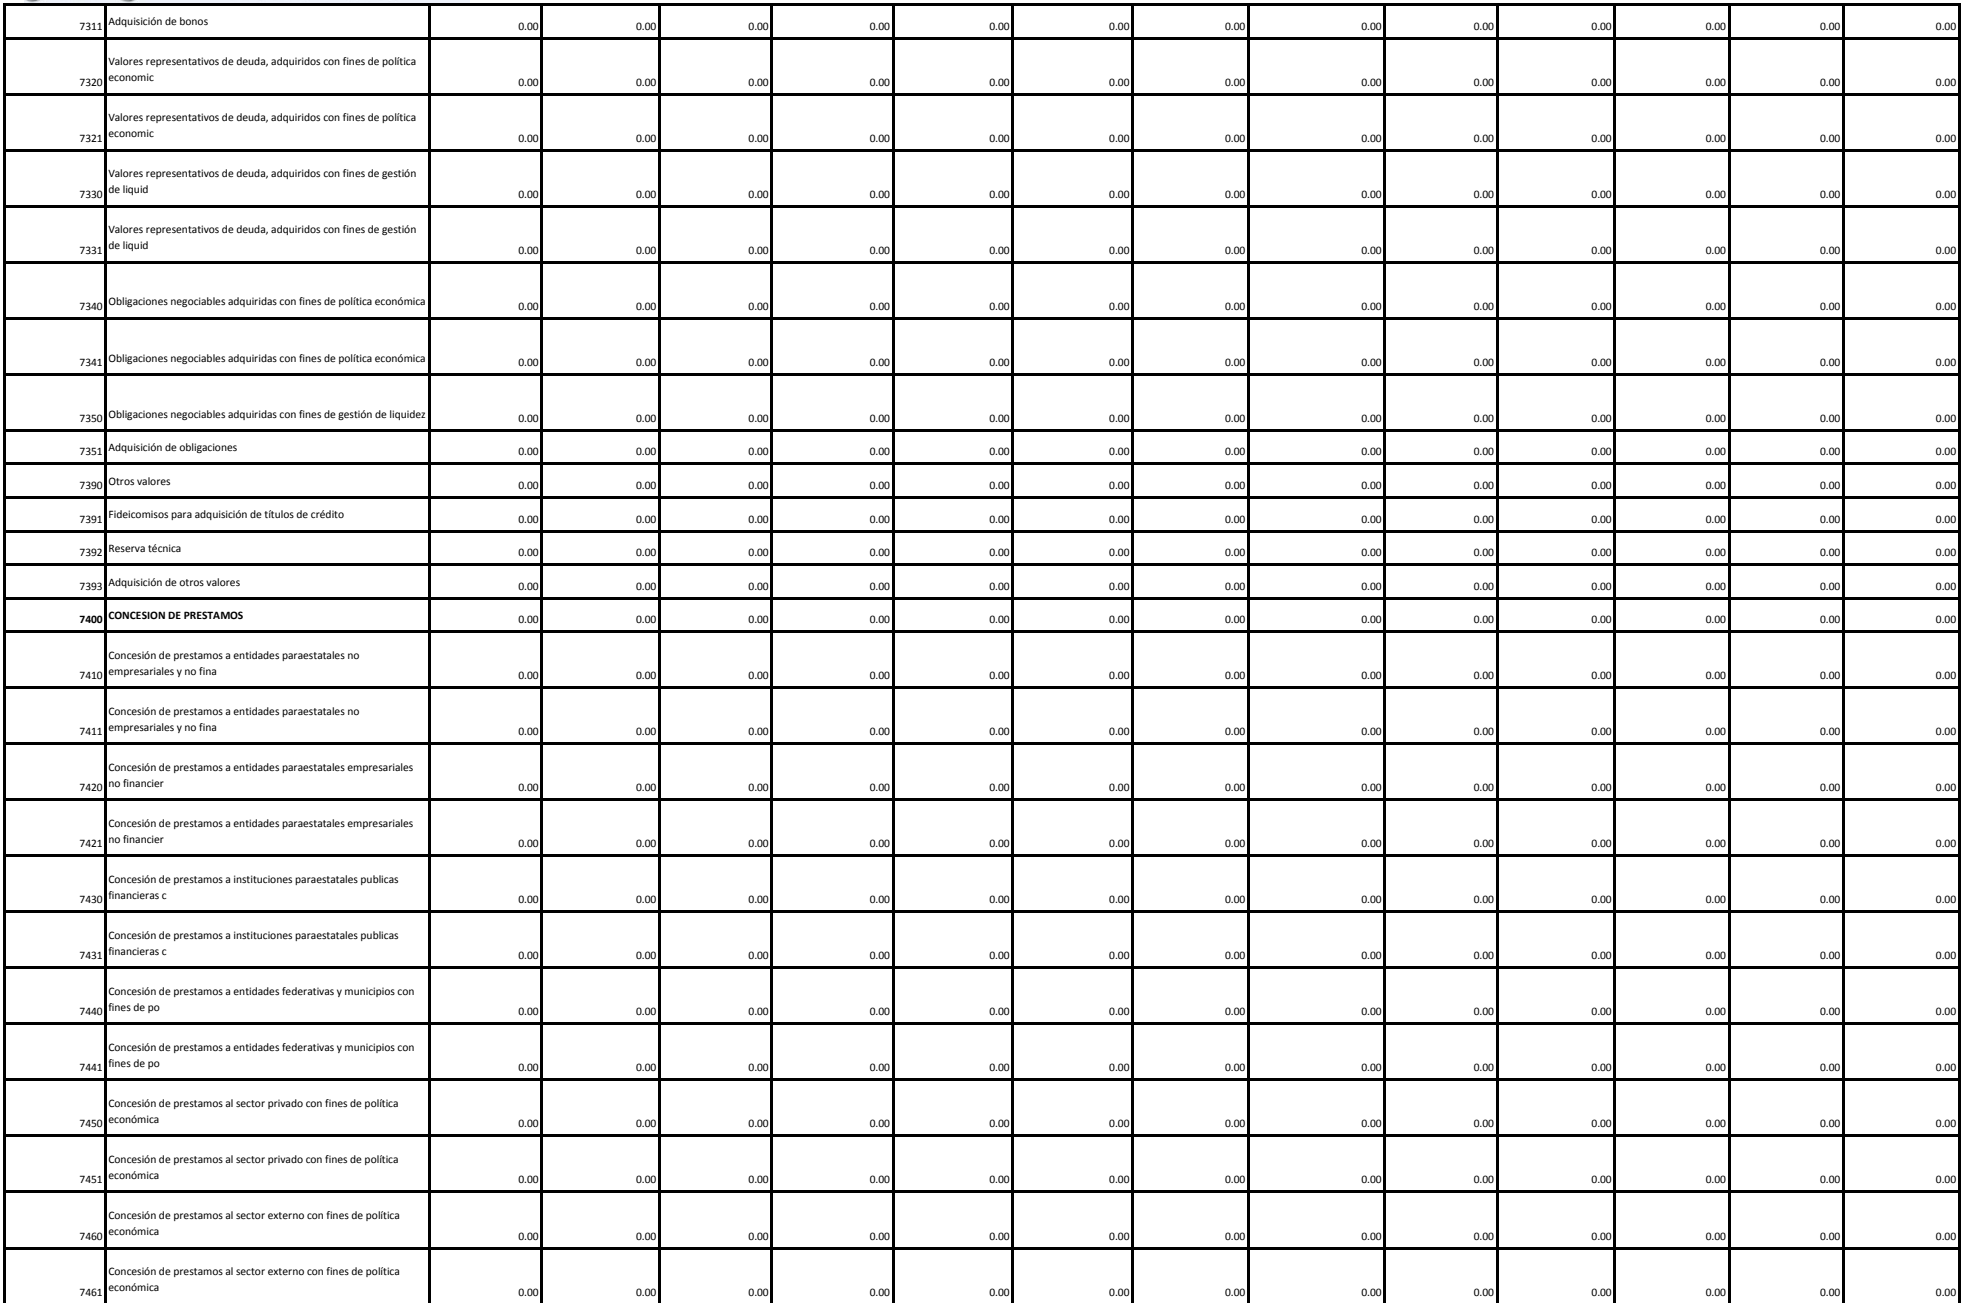 7311 Adquisición de bonos 0.00 0.00 0.00 0.00 0.00 0.00 0.00 0.00 0.00 0.00 0.00 0.00 0.00
7320 Valores representativos de deuda, adquiridos con fines de política
economic 0.00 0.00 0.00 0.00 0.00 0.00 0.00 0.00 0.00 0.00 0.00 0.00 0.00
7321 Valores representativos de deuda, adquiridos con fines de política
economic 0.00 0.00 0.00 0.00 0.00 0.00 0.00 0.00 0.00 0.00 0.00 0.00 0.00
7330 Valores representativos de deuda, adquiridos con fines de gestión
de liquid 0.00 0.00 0.00 0.00 0.00 0.00 0.00 0.00 0.00 0.00 0.00 0.00 0.00
7331 Valores representativos de deuda, adquiridos con fines de gestión
de liquid 0.00 0.00 0.00 0.00 0.00 0.00 0.00 0.00 0.00 0.00 0.00 0.00 0.00
7340 Obligaciones negociables adquiridas con fines de política económica 0.00 0.00 0.00 0.00 0.00 0.00 0.00 0.00 0.00 0.00 0.00 0.00 0.00
7341 Obligaciones negociables adquiridas con fines de política económica 0.00 0.00 0.00 0.00 0.00 0.00 0.00 0.00 0.00 0.00 0.00 0.00 0.00
7350 Obligaciones negociables adquiridas con fines de gestión de liquidez 0.00 0.00 0.00 0.00 0.00 0.00 0.00 0.00 0.00 0.00 0.00 0.00 0.00
7351 Adquisición de obligaciones 0.00 0.00 0.00 0.00 0.00 0.00 0.00 0.00 0.00 0.00 0.00 0.00 0.00
7390 Otros valores 0.00 0.00 0.00 0.00 0.00 0.00 0.00 0.00 0.00 0.00 0.00 0.00 0.00
7391 Fideicomisos para adquisición de títulos de crédito 0.00 0.00 0.00 0.00 0.00 0.00 0.00 0.00 0.00 0.00 0.00 0.00 0.00
7392 Reserva técnica 0.00 0.00 0.00 0.00 0.00 0.00 0.00 0.00 0.00 0.00 0.00 0.00 0.00
7393 Adquisición de otros valores 0.00 0.00 0.00 0.00 0.00 0.00 0.00 0.00 0.00 0.00 0.00 0.00 0.00
7400 CONCESION DE PRESTAMOS 0.00 0.00 0.00 0.00 0.00 0.00 0.00 0.00 0.00 0.00 0.00 0.00 0.00
7410 Concesión de prestamos a entidades paraestatales no
empresariales y no fina 0.00 0.00 0.00 0.00 0.00 0.00 0.00 0.00 0.00 0.00 0.00 0.00 0.00
7411 Concesión de prestamos a entidades paraestatales no
empresariales y no fina 0.00 0.00 0.00 0.00 0.00 0.00 0.00 0.00 0.00 0.00 0.00 0.00 0.00
7420 Concesión de prestamos a entidades paraestatales empresariales
no financier 0.00 0.00 0.00 0.00 0.00 0.00 0.00 0.00 0.00 0.00 0.00 0.00 0.00
7421 Concesión de prestamos a entidades paraestatales empresariales
no financier 0.00 0.00 0.00 0.00 0.00 0.00 0.00 0.00 0.00 0.00 0.00 0.00 0.00
7430 Concesión de prestamos a instituciones paraestatales publicas
financieras c 0.00 0.00 0.00 0.00 0.00 0.00 0.00 0.00 0.00 0.00 0.00 0.00 0.00
7431 Concesión de prestamos a instituciones paraestatales publicas
financieras c 0.00 0.00 0.00 0.00 0.00 0.00 0.00 0.00 0.00 0.00 0.00 0.00 0.00
7440 Concesión de prestamos a entidades federativas y municipios con
fines de po 0.00 0.00 0.00 0.00 0.00 0.00 0.00 0.00 0.00 0.00 0.00 0.00 0.00
7441 Concesión de prestamos a entidades federativas y municipios con
fines de po 0.00 0.00 0.00 0.00 0.00 0.00 0.00 0.00 0.00 0.00 0.00 0.00 0.00
7450 Concesión de prestamos al sector privado con fines de política
económica 0.00 0.00 0.00 0.00 0.00 0.00 0.00 0.00 0.00 0.00 0.00 0.00 0.00
7451 Concesión de prestamos al sector privado con fines de política
económica 0.00 0.00 0.00 0.00 0.00 0.00 0.00 0.00 0.00 0.00 0.00 0.00 0.00
7460 Concesión de prestamos al sector externo con fines de política
económica 0.00 0.00 0.00 0.00 0.00 0.00 0.00 0.00 0.00 0.00 0.00 0.00 0.00
7461 Concesión de prestamos al sector externo con fines de política
económica 0.00 0.00 0.00 0.00 0.00 0.00 0.00 0.00 0.00 0.00 0.00 0.00 0.00